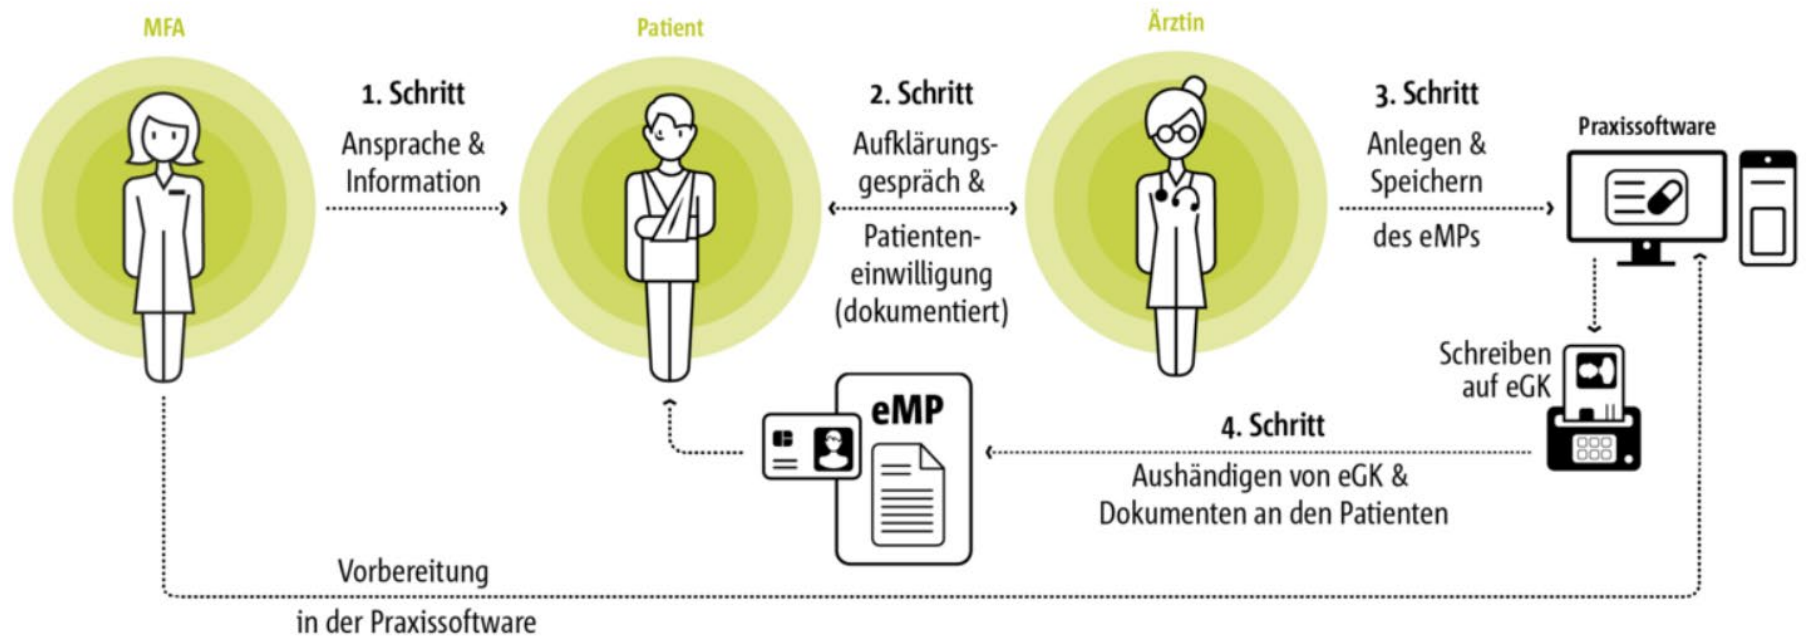 MFA
Patient
Ärztin
1. Schritt
Ansprache &
Information
2. Schritt
Aufklärungs-
gespräch &
Patienten-
einwilligung
(dokumentiert)
3. Schritt
Anlegen &
Speichern
des eMPs
Praxissoftware
Schreiben
auf eGK
eMP
4. Schritt
Aushändigen von eGK &
Dokumenten an den Patienten
Vorbereitung
in der Praxissoftware